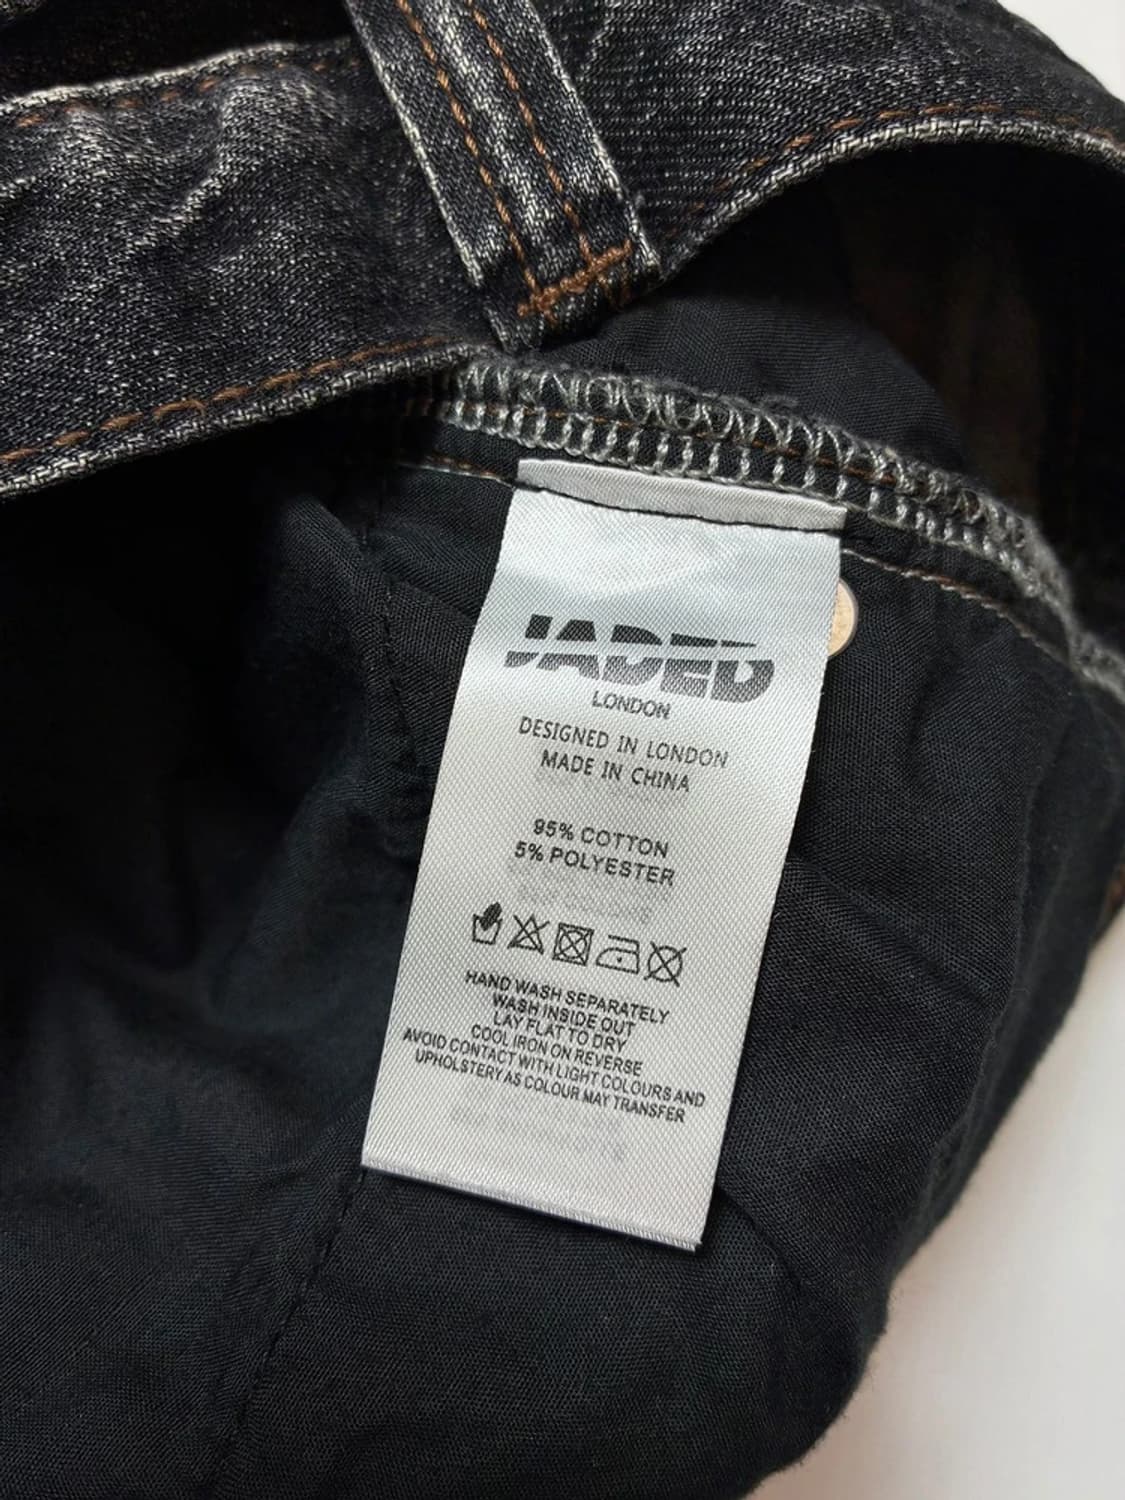 JADED
LONDON
DESIGNED IN LONDON
MADE IN CHINA
95% COTTON
5% POLYESTER
HAND WASH SEPARATELY
WASH INSIDE OUT
LAY FLAT TO DRY
COOL IRON ON REVERSE
AVOID CONTACT WITH LIGHT COLOURS AND
UPHOLSTERY AS COLOUR MAY TRANSFER